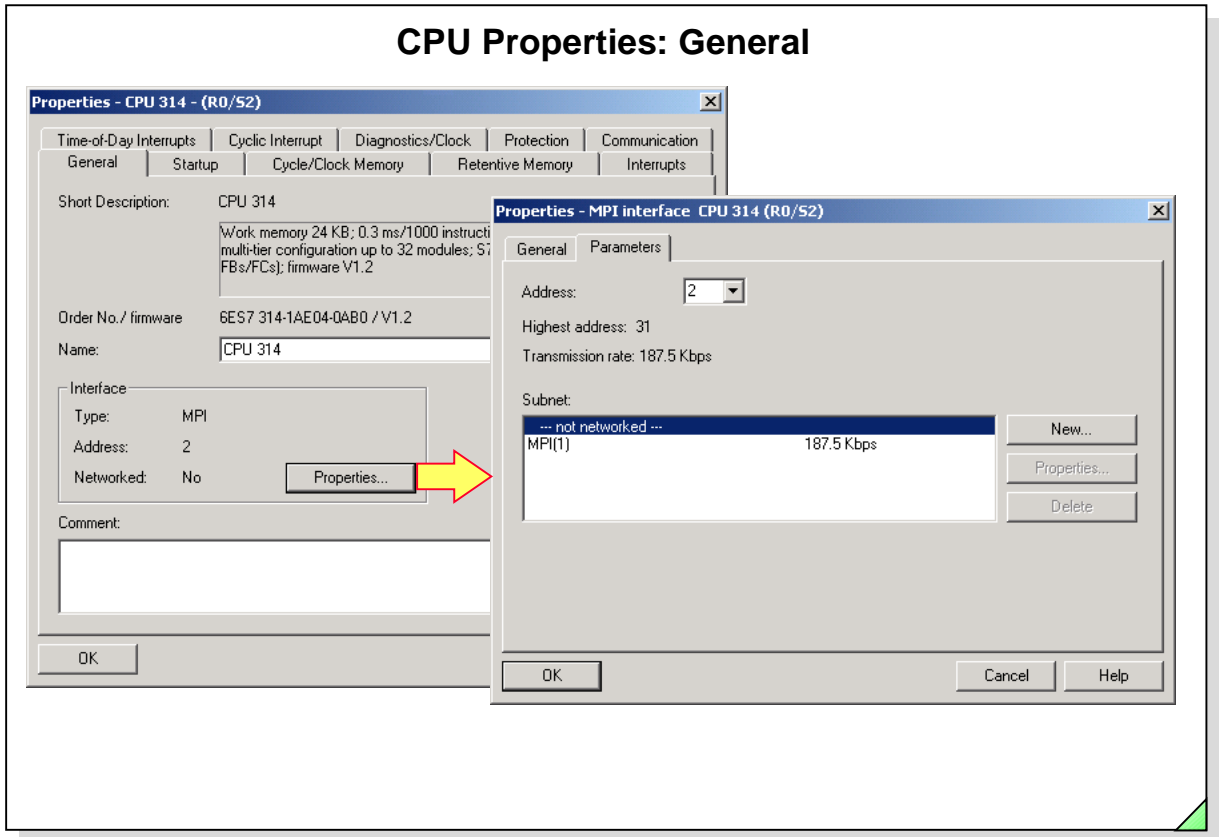 CPU Properties: General
Properties - CPU 314 - (R0/S2)
Time-of-Day Interrupts
Cyclic Interrupt
Diagnostics/Clock
Protection
Communication
General
Startup
Cycle/Clock Memory
Retentive Memory
Interrupts
Short Description: CPU 314
Work memory 24 KB; 0.3 ms/1000
multi-tier configuration up to 32 modules;
FBs/FCs); firmware V1.2
Order No./ firmware 6ES7 314-1AE04-0AB0 / V1.2
Name: CPU 314
Interface
Type: MPI
Address: 2
Networked: No
Properties...
Comment:
OK
Properties - MPI interface CPU 314 (R0/S2)
General
Parameters
Address: 2
Highest address: 31
Transmission rate: 187.5 Kbps
Subnet:
--- not networked ---
MPI(1) 187.5 Kbps
New...
Properties...
Delete
OK
Cancel
Help